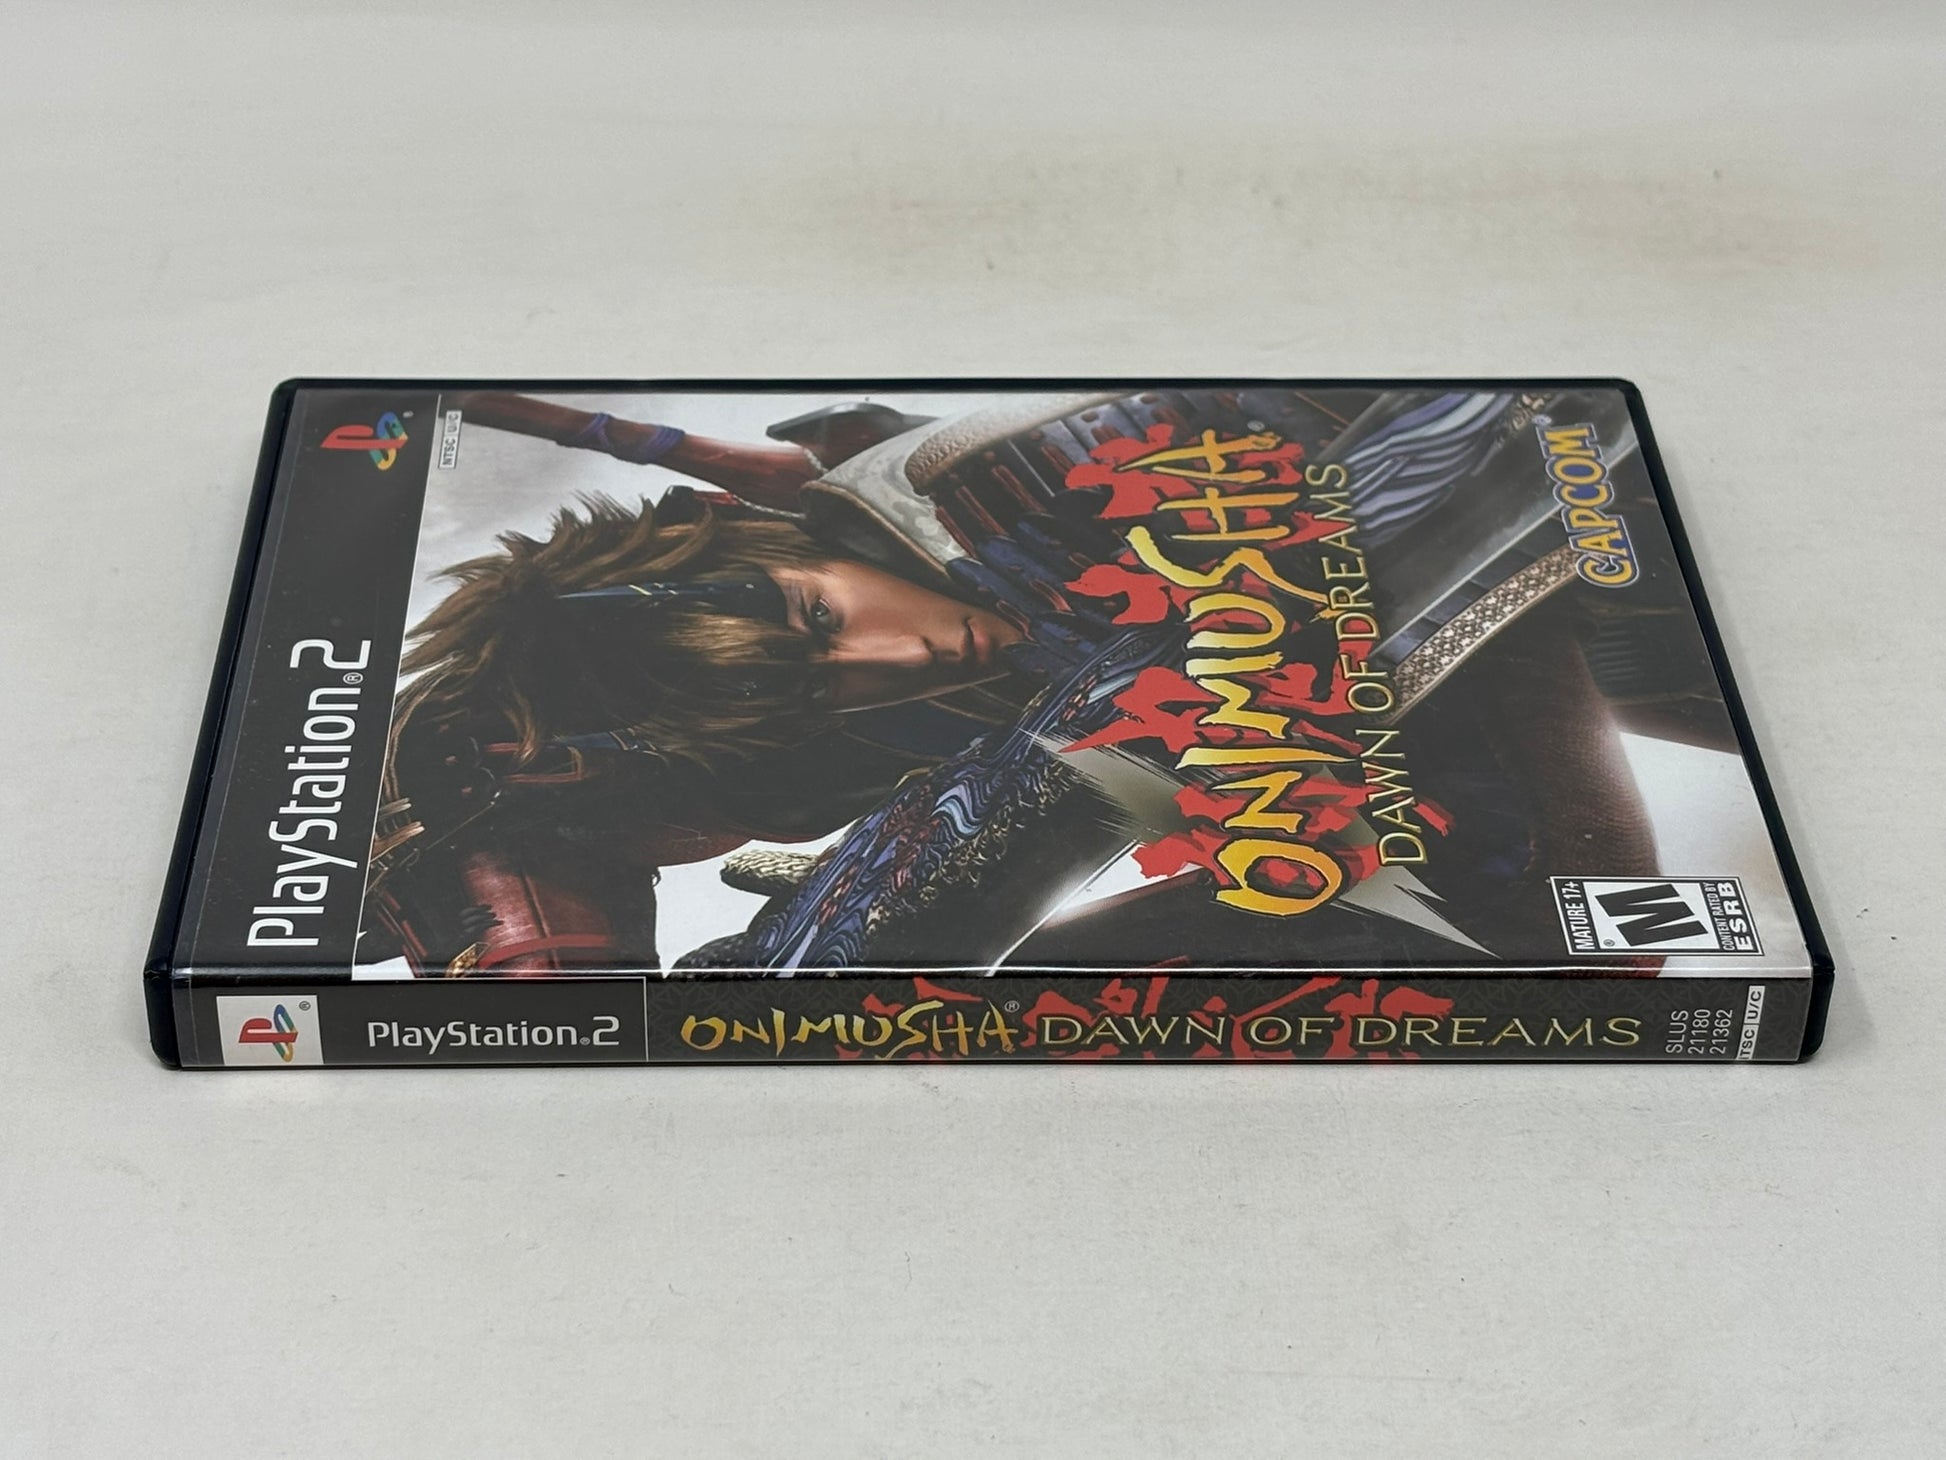 PlayStation®2
NTSC U/C
ONIMUSHA®
DAWN OF DREAMS
CAPCOM®
MATURE 17+
M®
CONTENT RATED BY
ESRB
PlayStation®2
ONIMUSHA® DAWN OF DREAMS
SLUS
21180
21362
NTSC U/C